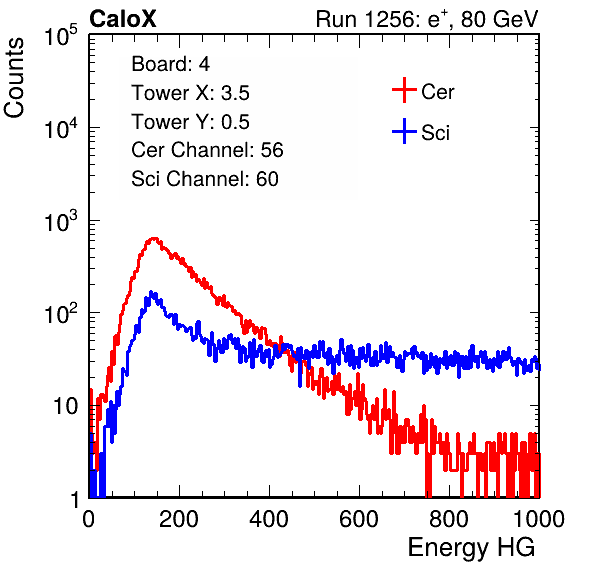 CaloX Run 1256: e⁺, 80 GeV
Counts
Board: 4
Tower X: 3.5
Tower Y: 0.5
Cer Channel: 56
Sci Channel: 60
Cer
Sci
10⁵
10⁴
10³
10²
10
1
0 200 400 600 800 1000
Energy HG